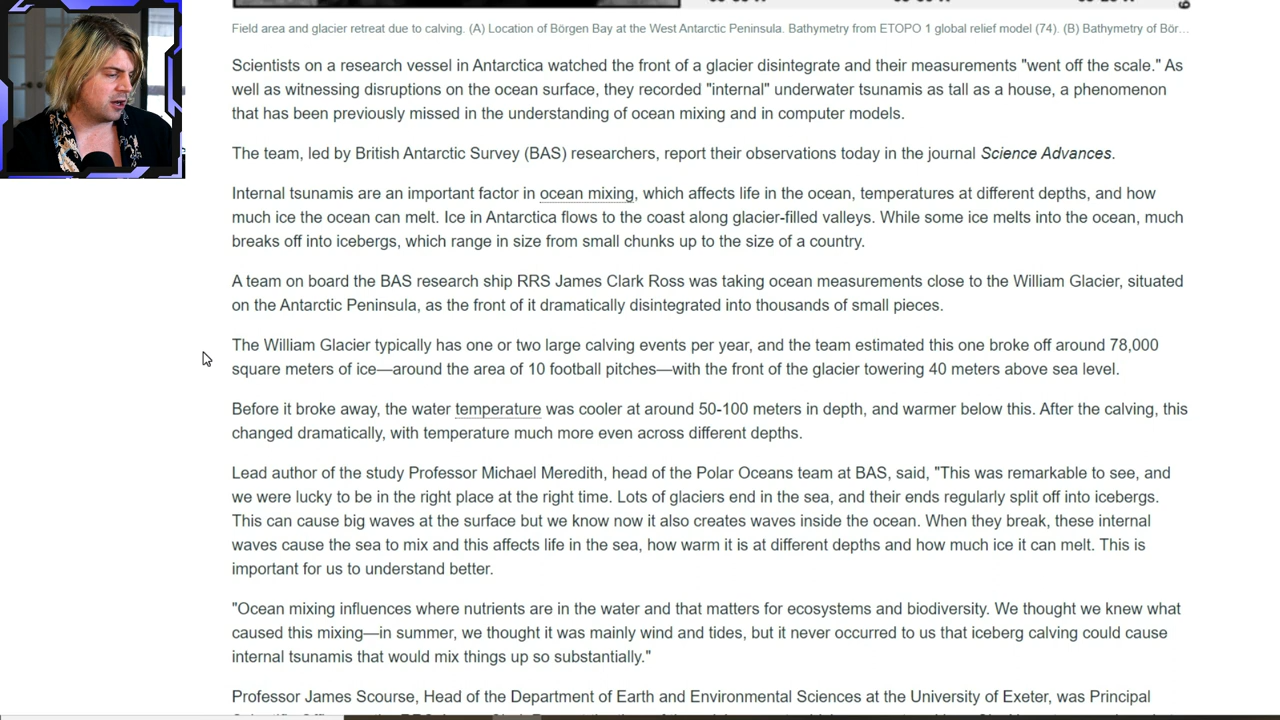 Field area and glacier retreat due to calving. (A) Location of Börgen Bay at the West Antarctic Peninsula. Bathymetry from ETOPO 1 global relief model (74). (B) Bathymetry of Bör...
Scientists on a research vessel in Antarctica watched the front of a glacier disintegrate and their measurements "went off the scale." As
well as witnessing disruptions on the ocean surface, they recorded "internal" underwater tsunamis as tall as a house, a phenomenon
that has been previously missed in the understanding of ocean mixing and in computer models.
The team, led by British Antarctic Survey (BAS) researchers, report their observations today in the journal Science Advances.
Internal tsunamis are an important factor in ocean mixing, which affects life in the ocean, temperatures at different depths, and how
much ice the ocean can melt. Ice in Antarctica flows to the coast along glacier-filled valleys. While some ice melts into the ocean, much
breaks off into icebergs, which range in size from small chunks up to the size of a country.
A team on board the BAS research ship RRS James Clark Ross was taking ocean measurements close to the William Glacier, situated
on the Antarctic Peninsula, as the front of it dramatically disintegrated into thousands of small pieces.
The William Glacier typically has one or two large calving events per year, and the team estimated this one broke off around 78,000
square meters of ice—around the area of 10 football pitches—with the front of the glacier towering 40 meters above sea level.
Before it broke away, the water temperature was cooler at around 50-100 meters in depth, and warmer below this. After the calving, this
changed dramatically, with temperature much more even across different depths.
Lead author of the study Professor Michael Meredith, head of the Polar Oceans team at BAS, said, "This was remarkable to see, and
we were lucky to be in the right place at the right time. Lots of glaciers end in the sea, and their ends regularly split off into icebergs.
This can cause big waves at the surface but we know now it also creates waves inside the ocean. When they break, these internal
waves cause the sea to mix and this affects life in the sea, how warm it is at different depths and how much ice it can melt. This is
important for us to understand better.
"Ocean mixing influences where nutrients are in the water and that matters for ecosystems and biodiversity. We thought we knew what
caused this mixing—in summer, we thought it was mainly wind and tides, but it never occurred to us that iceberg calving could cause
internal tsunamis that would mix things up so substantially."
Professor James Scourse, Head of the Department of Earth and Environmental Sciences at the University of Exeter, was Principal